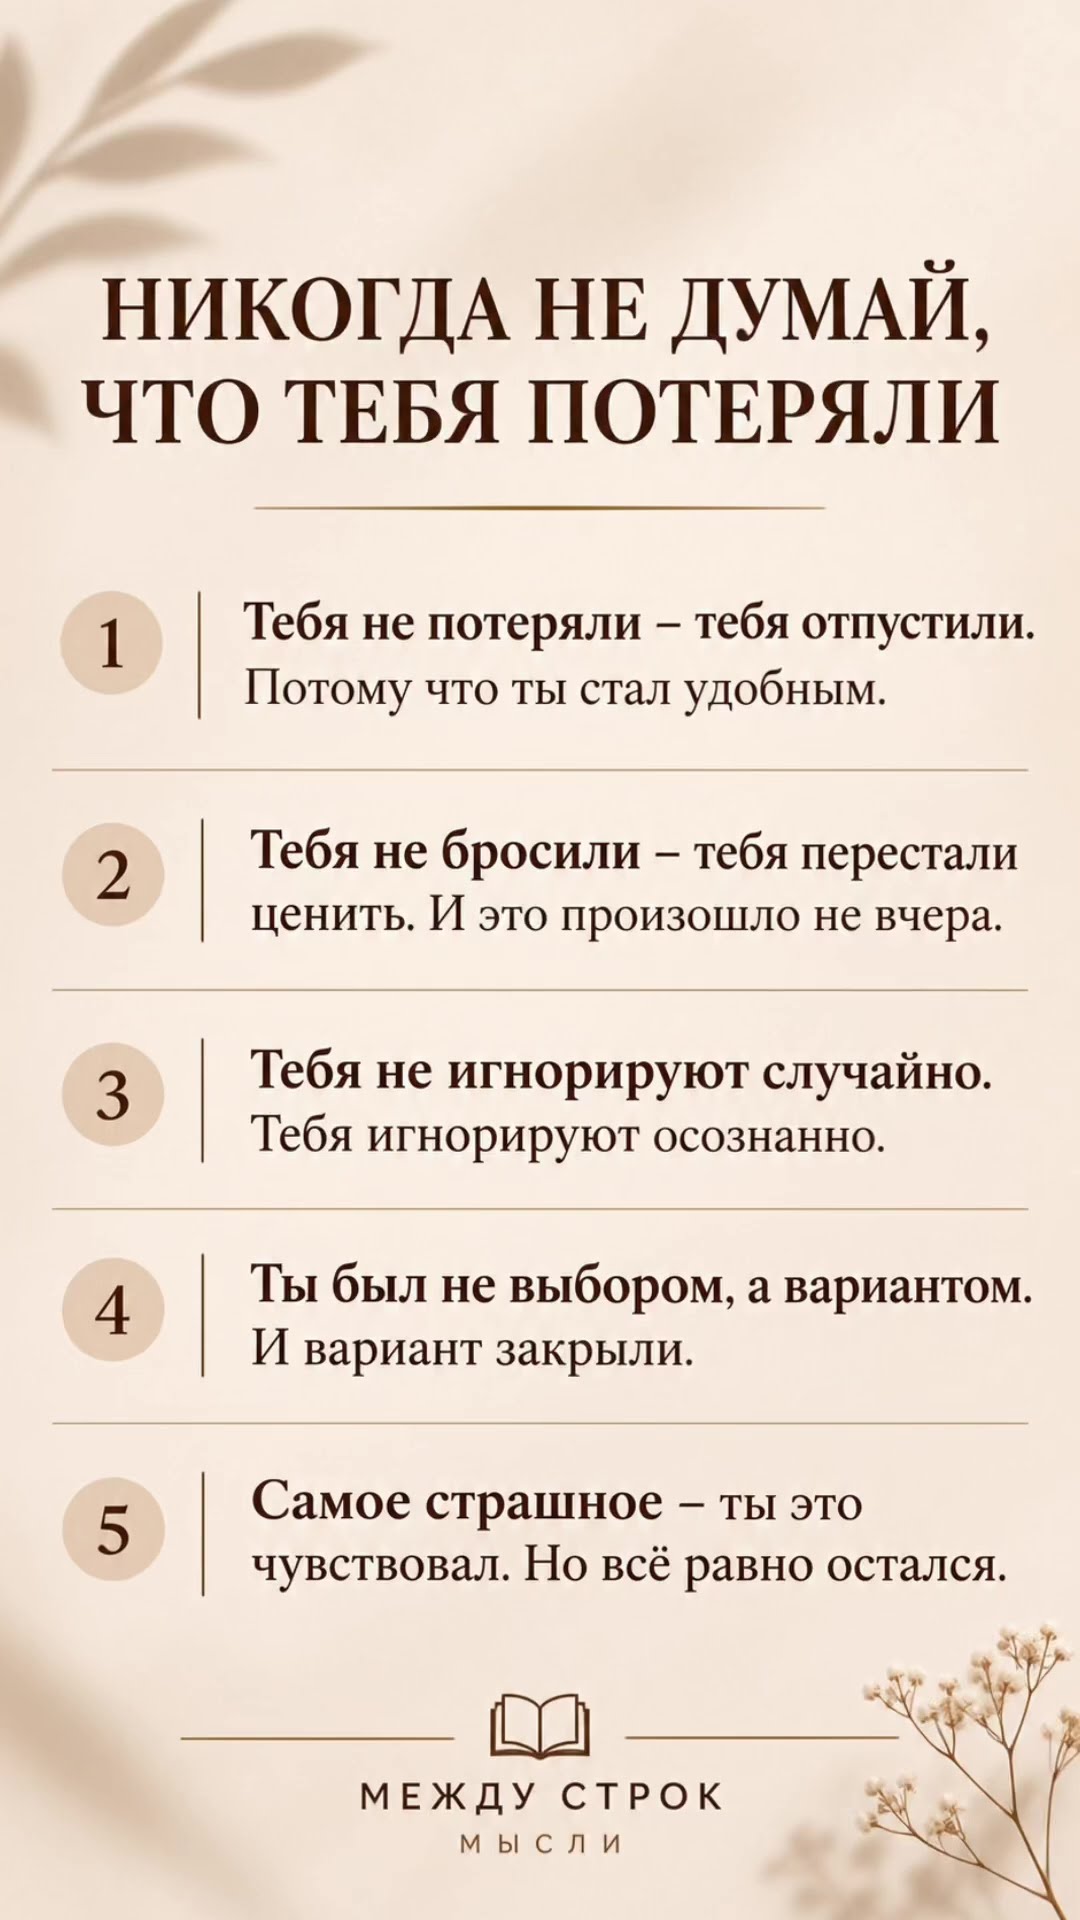 НИКОГДА НЕ ДУМАЙ,
ЧТО ТЕБЯ ПОТЕРЯЛИ
1
Тебя не потеряли – тебя отпустили.
Потому что ты стал удобным.
2
Тебя не бросили – тебя перестали
ценить. И это произошло не вчера.
3
Тебя не игнорируют случайно.
Тебя игнорируют осознанно.
4
Ты был не выбором, а вариантом.
И вариант закрыли.
5
Самое страшное – ты это
чувствовал. Но всё равно остался.
МЕЖДУ СТРОК
МЫСЛИ